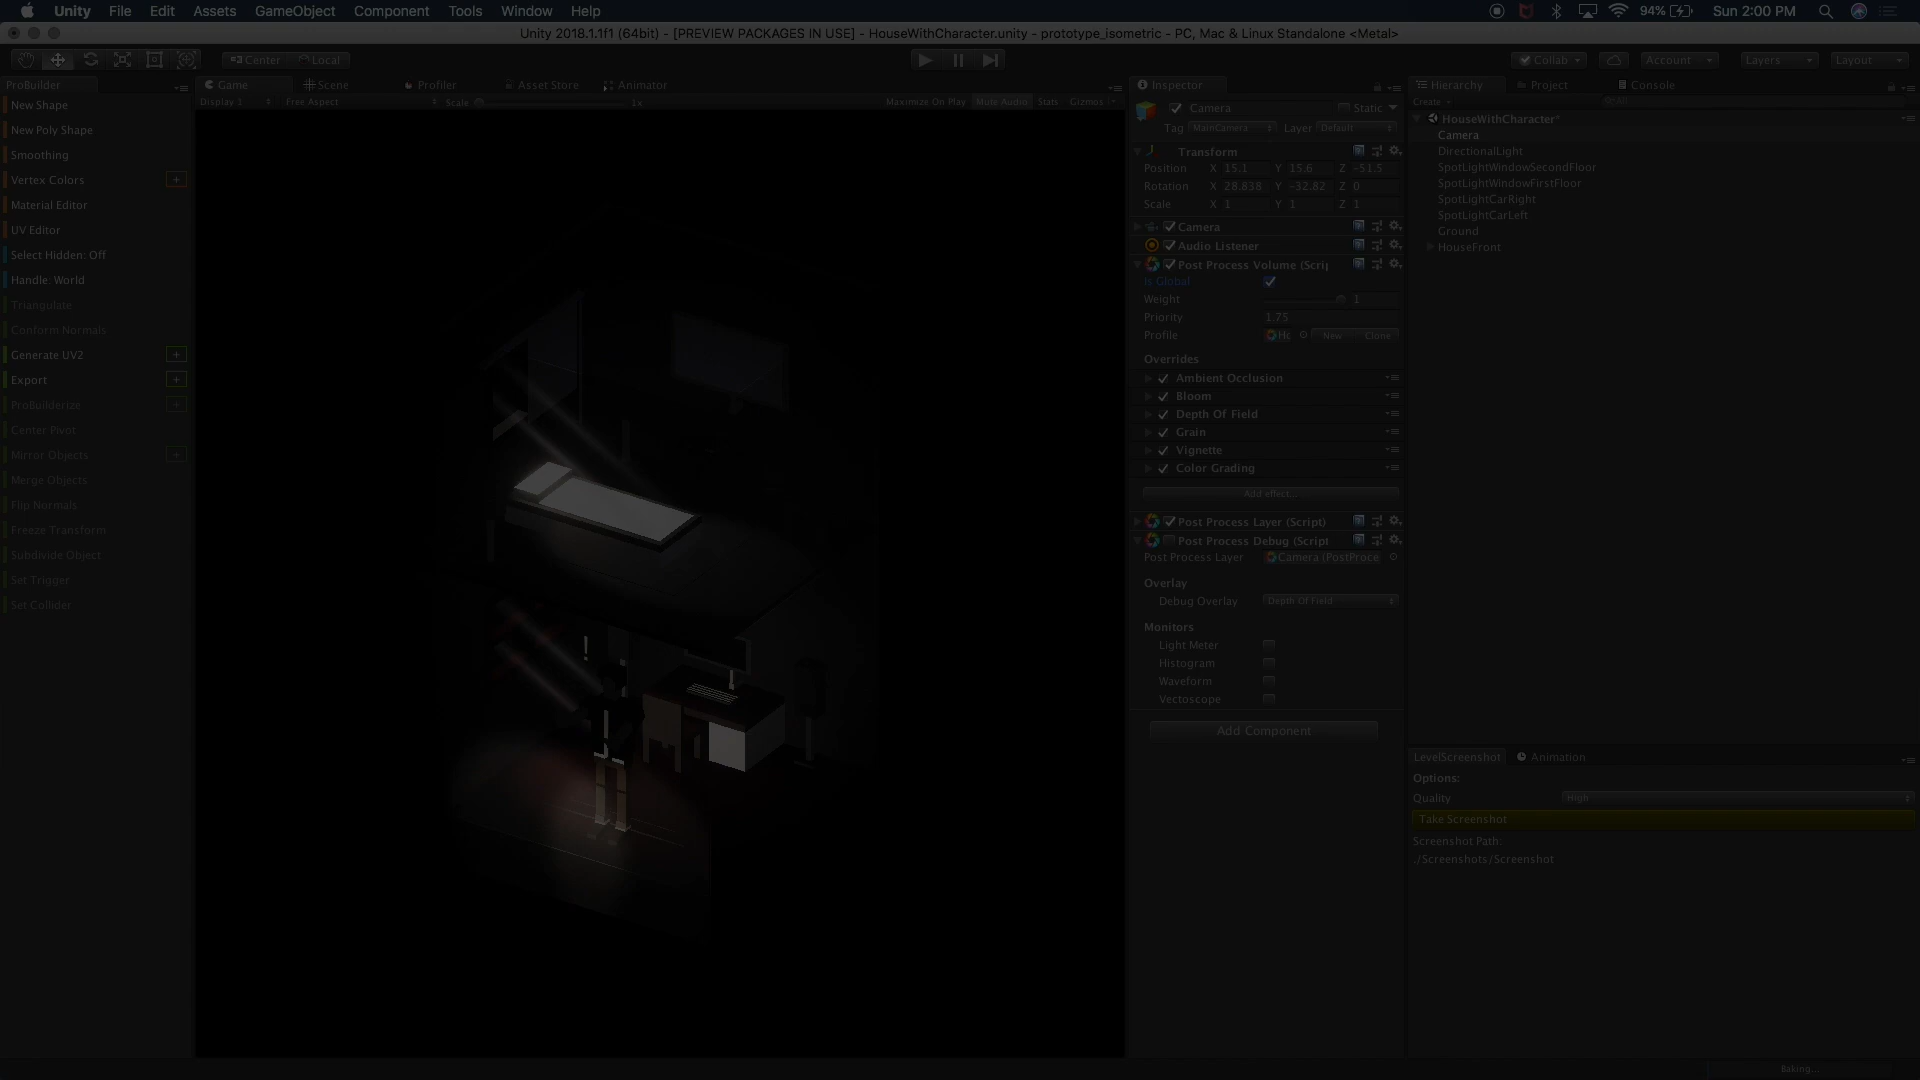 Unity File Edit Assets GameObject Component Tools Window Help 94% Sun 2:00 PM
Unity 2018.1.1f1 (64bit) - [PREVIEW PACKAGES IN USE] - HouseWithCharacter.unity - prototype_isometric - PC, Mac & Linux Standalone <Metal>
Center Local Collab Account Layers Layout
ProBuilder
New Shape
New Poly Shape
Smoothing
Vertex Colors +
Material Editor
UV Editor
Select Hidden: Off
Handle: World
Triangulate
Conform Normals
Generate UV2 +
Export +
ProBuilderize +
Center Pivot
Mirror Objects +
Merge Objects
Flip Normals
Freeze Transform
Subdivide Object
Set Trigger
Set Collider
Game Scene Profiler Asset Store Animator
Display 1 Free Aspect Scale 1x Maximize On Play Mute Audio Stats Gizmos
Inspector
Camera Static
Tag MainCamera Layer Default
Transform
Position X 15.1 Y 15.6 Z -51.5
Rotation X 28.838 Y -32.82 Z 0
Scale X 1 Y 1 Z 1
Camera
Audio Listener
Post Process Volume (Scrip
Is Global
Weight 1
Priority 1.75
Profile Ho New Clone
Overrides
Ambient Occlusion
Bloom
Depth Of Field
Grain
Vignette
Color Grading
Add effect...
Post Process Layer (Script)
Post Process Debug (Script
Post Process Layer Camera (PostProce
Overlay
Debug Overlay Depth Of Field
Monitors
Light Meter
Histogram
Waveform
Vectoscope
Add Component
Hierarchy Project Console
Create All
HouseWithCharacter*
Camera
DirectionalLight
SpotLightWindowSecondFloor
SpotLightWindowFirstFloor
SpotLightCarRight
SpotLightCarLeft
Ground
HouseFront
LevelScreenshot Animation
Options:
Quality High
Take Screenshot
Screenshot Path:
./Screenshots/Screenshot
Baking...